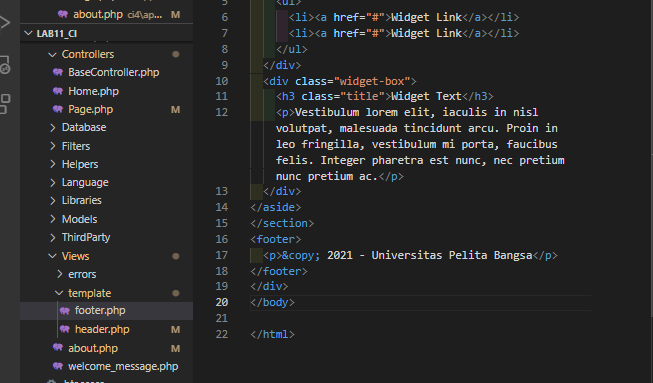 about.php ci4\ap... M
LAB11_CI
Controllers
BaseController.php
Home.php
Page.php M
Database
Filters
Helpers
Language
Libraries
Models
ThirdParty
Views
errors
template
footer.php
header.php M
about.php M
welcome_message.php
5 <ul>
6 <li><a href="#">Widget Link</a></li>
7 <li><a href="#">Widget Link</a></li>
8 </ul>
9 </div>
10 <div class="widget-box">
11 <h3 class="title">Widget Text</h3>
12 <p>Vestibulum lorem elit, iaculis in nisl
volutpat, malesuada tincidunt arcu. Proin in
leo fringilla, vestibulum mi porta, faucibus
felis. Integer pharetra est nunc, nec pretium
nunc pretium ac.</p>
13 </div>
14 </aside>
15 </section>
16 <footer>
17 <p>&copy; 2021 - Universitas Pelita Bangsa</p>
18 </footer>
19 </div>
20 </body>
21
22 </html>